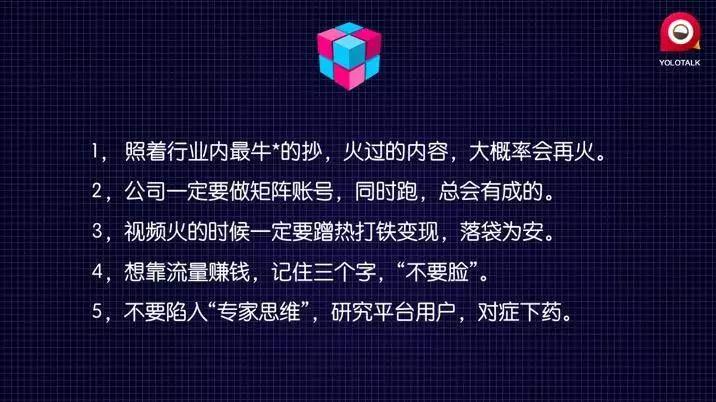 YOLOTALK
1，照着行业内最牛*的抄，火过的内容，大概率会再火。
2，公司一定要做矩阵账号，同时跑，总会有成的。
3，视频火的时候一定要蹭热打铁变现，落袋为安。
4，想靠流量赚钱，记住三个字，“不要脸”。
5，不要陷入“专家思维”，研究平台用户，对症下药。